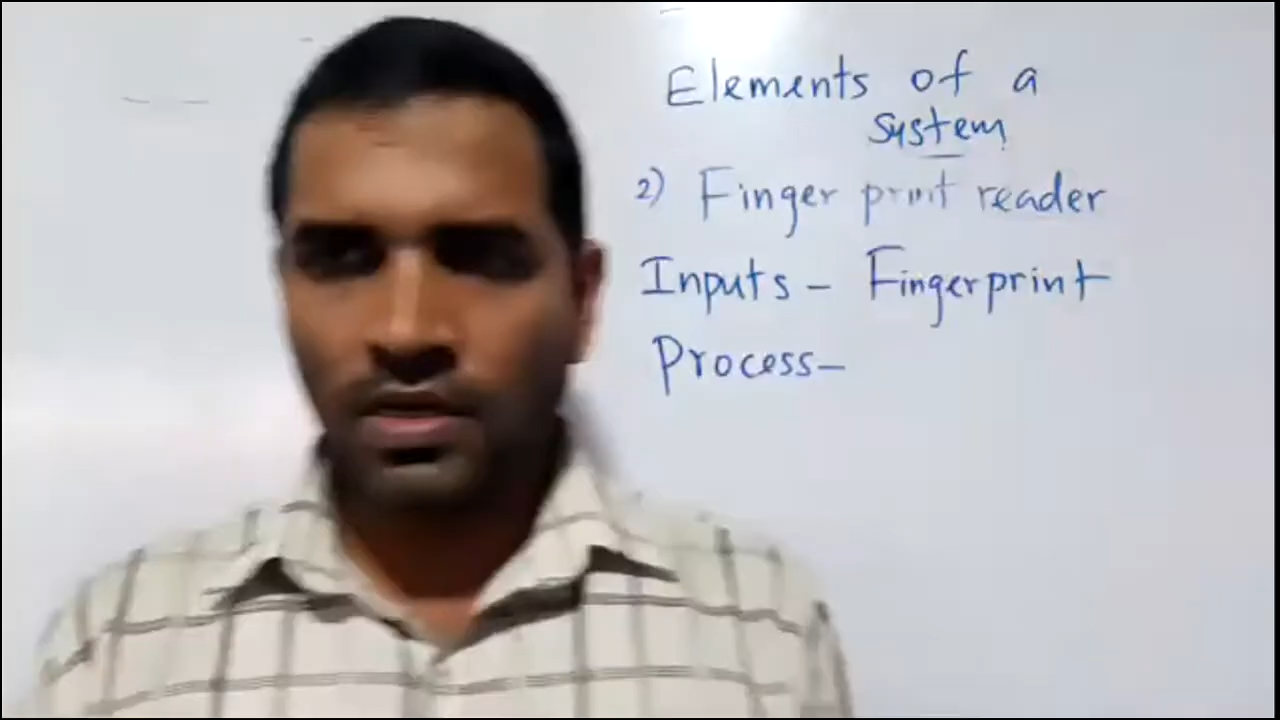 Elements of a
system
2) Finger print reader
Inputs - Fingerprint
Process-